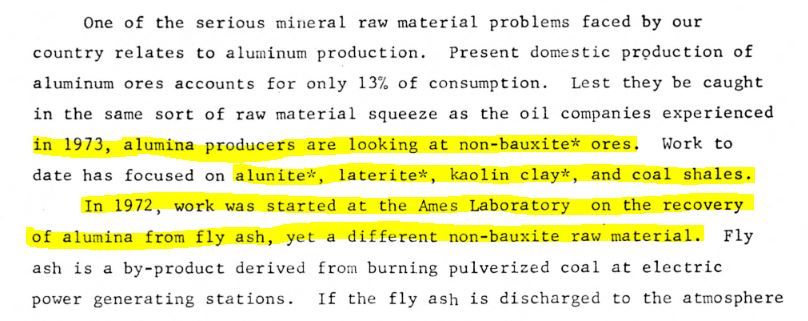 One of the serious mineral raw material problems faced by our
country relates to aluminum production. Present domestic production of
aluminum ores accounts for only 13% of consumption. Lest they be caught
in the same sort of raw material squeeze as the oil companies experienced
in 1973, alumina producers are looking at non-bauxite* ores. Work to
date has focused on alunite*, laterite*, kaolin clay*, and coal shales.
In 1972, work was started at the Ames Laboratory on the recovery
of alumina from fly ash, yet a different non-bauxite raw material. Fly
ash is a by-product derived from burning pulverized coal at electric
power generating stations. If the fly ash is discharged to the atmosphere